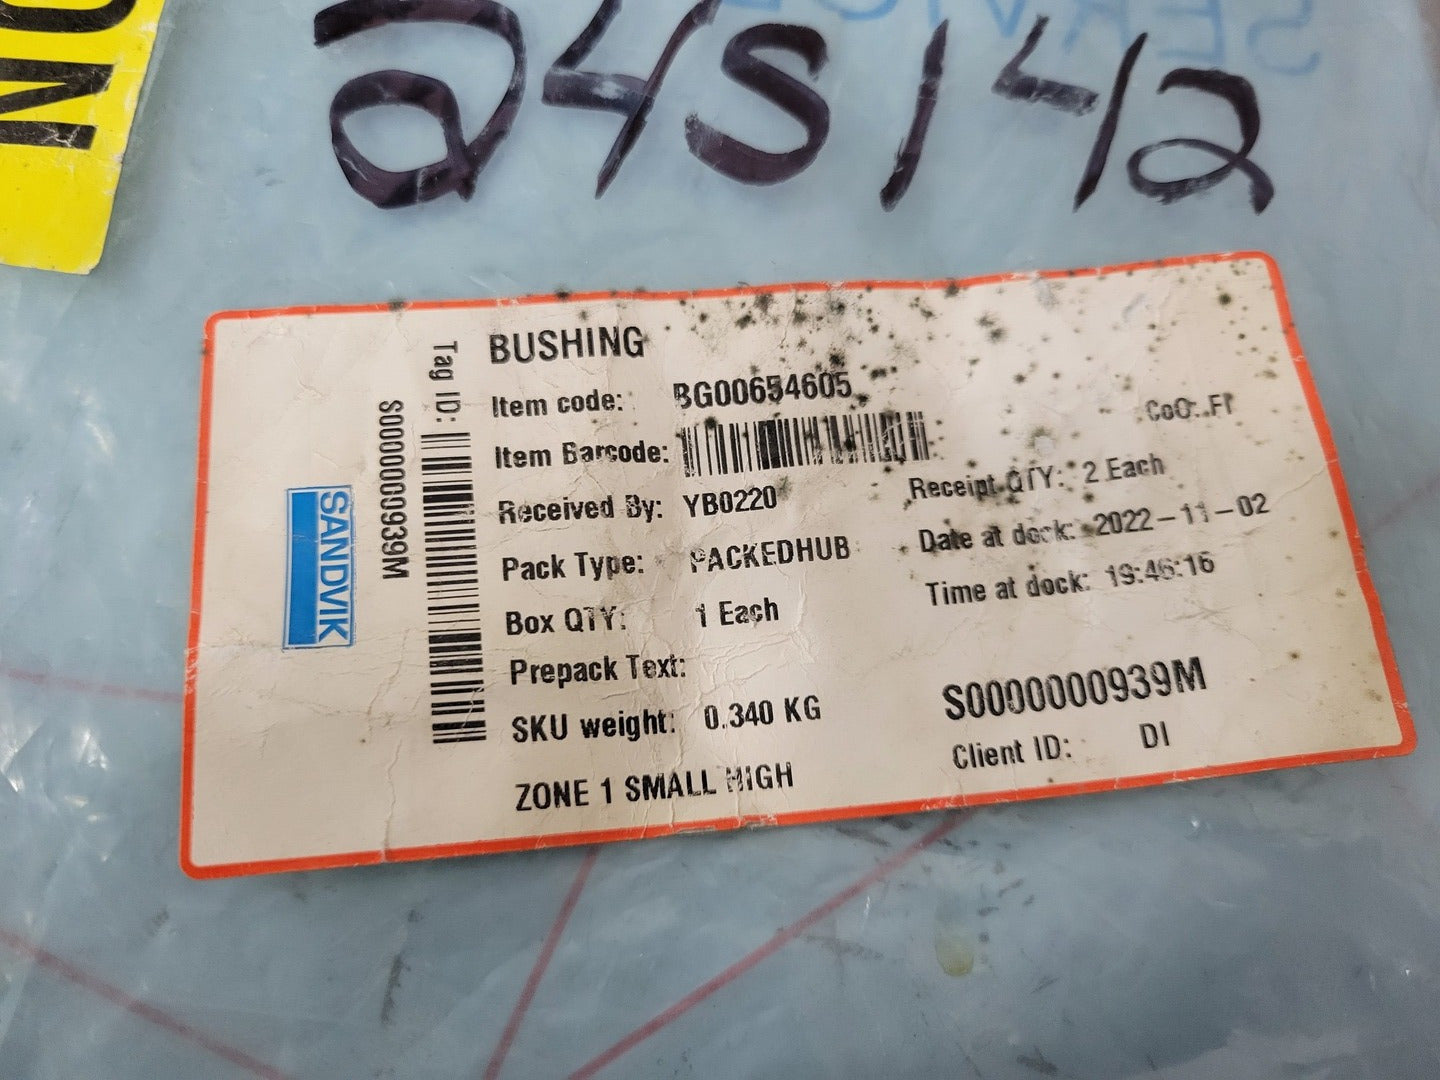 SERVICE
24S142
BUSHING
Item code: BG00654605
CoO: FI
Item Barcode:
Receipt QTY: 2 Each
Received By: YB0220
Date at dock: 2022-11-02
Pack Type: PACKEDHUB
Time at dock: 19:46:16
Box QTY: 1 Each
Prepack Text:
SKU weight: 0.340 KG
S0000000939M
Client ID: DI
ZONE 1 SMALL HIGH
Tag ID:
S0000000939M
SANDVIK